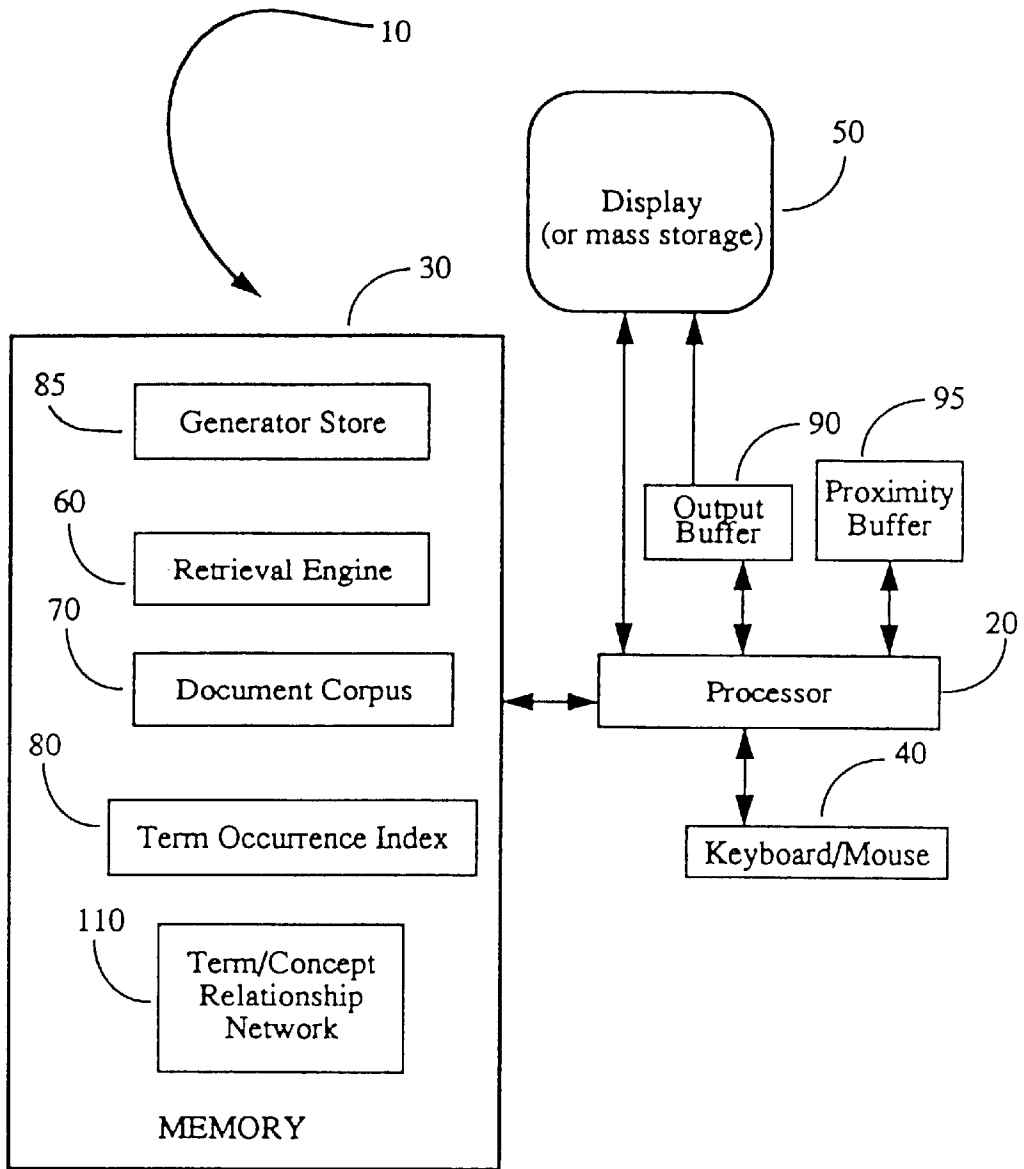 10
50
Display
(or mass storage)
30
85
Generator Store
90
95
Output
Buffer
Proximity
Buffer
60
Retrieval Engine
70
Document Corpus
20
Processor
80
Term Occurrence Index
40
Keyboard/Mouse
110
Term/Concept
Relationship
Network
MEMORY